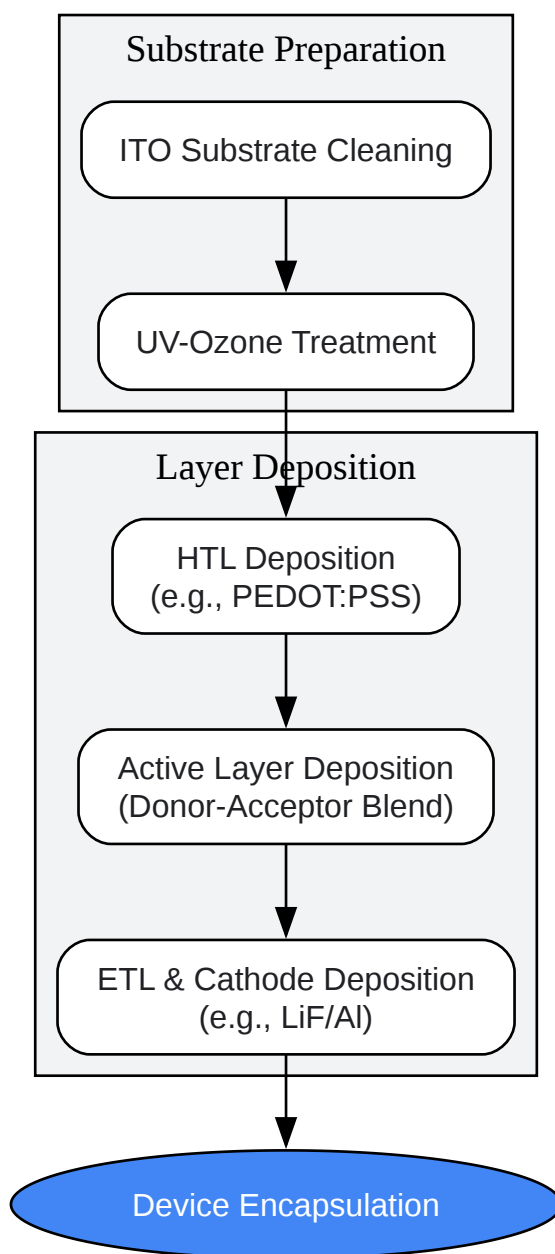 Substrate Preparation
ITO Substrate Cleaning
UV-Ozone Treatment
Layer Deposition
HTL Deposition
(e.g., PEDOT:PSS)
Active Layer Deposition
(Donor-Acceptor Blend)
ETL & Cathode Deposition
(e.g., LiF/Al)
Device Encapsulation